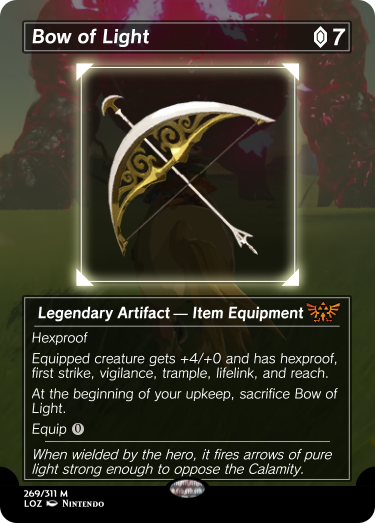 Bow of Light 7
Legendary Artifact — Item Equipment
Hexproof
Equipped creature gets +4/+0 and has hexproof,
first strike, vigilance, trample, lifelink, and reach.
At the beginning of your upkeep, sacrifice Bow of
Light.
Equip 0
When wielded by the hero, it fires arrows of pure
light strong enough to oppose the Calamity.
269/311 M
LOZ Nintendo